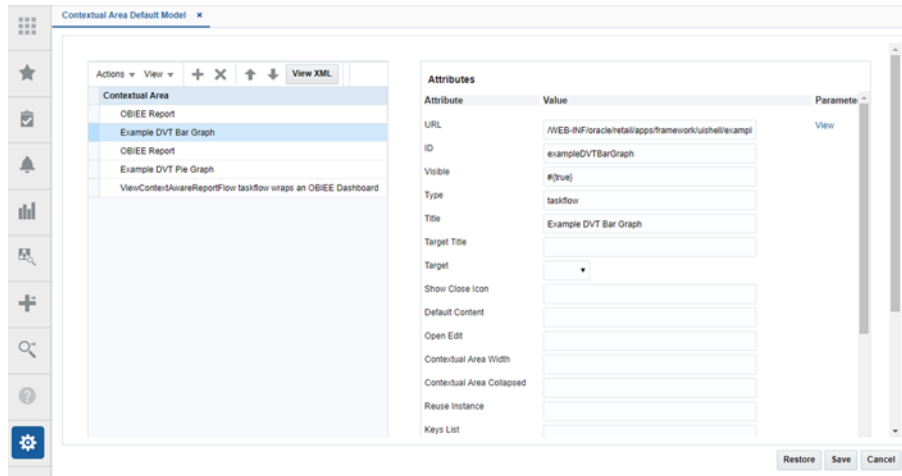 Contextual Area Default Model ×
Actions View View XML
Contextual Area
OBIEE Report
Example DVT Bar Graph
OBIEE Report
Example DVT Pie Graph
ViewContextAwareReportFlow taskflow wraps an OBIEE Dashboard
Attributes
Attribute Value Paramete
URL /WEB-INF/oracle/retail/apps/framework/uishell/exampl View
ID exampleDVTBarGraph
Visible #{true}
Type taskflow
Title Example DVT Bar Graph
Target Title
Target
Show Close Icon
Default Content
Open Edit
Contextual Area Width
Contextual Area Collapsed
Reuse Instance
Keys List
Restore Save Cancel